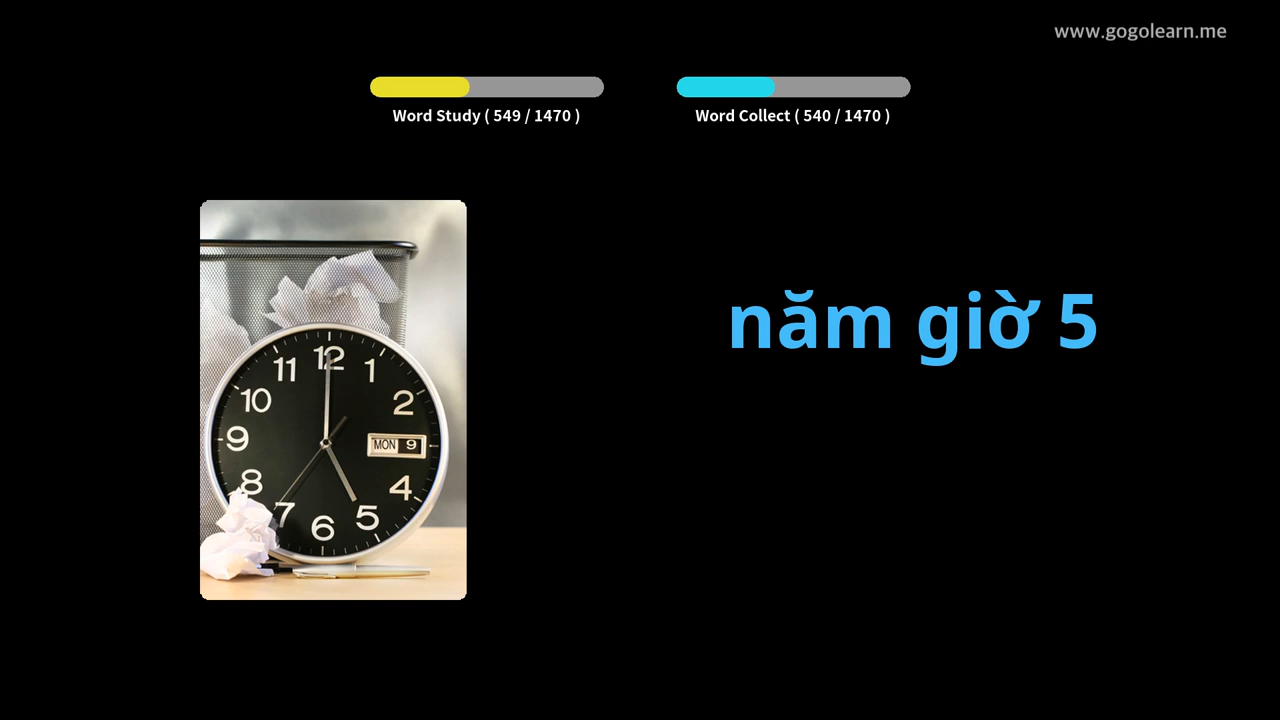 www.gogolearn.me
Word Study ( 549 / 1470 )
Word Collect ( 540 / 1470 )
năm giờ 5
12
11
1
10
2
9
MON 9
8
4
7
5
6